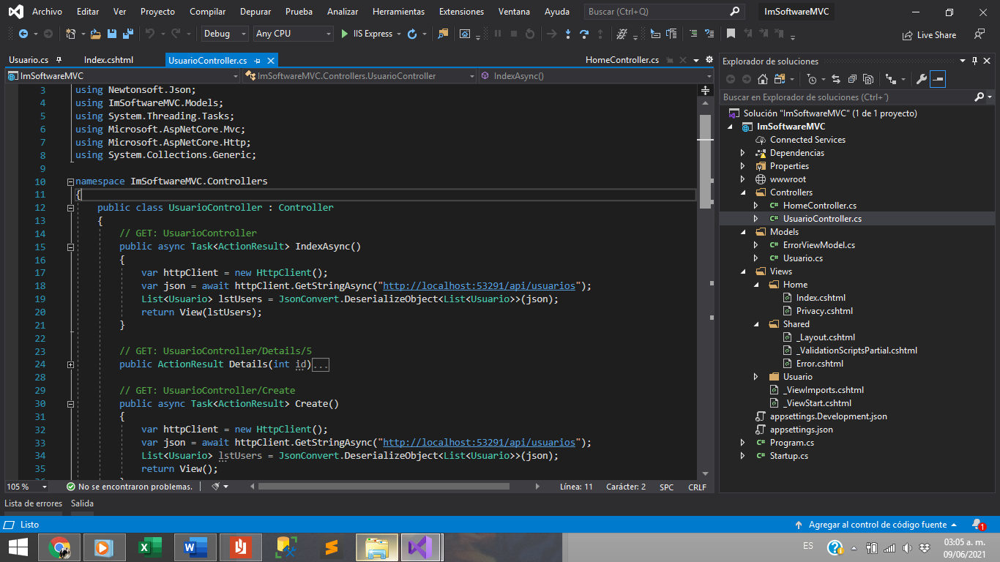 Archivo Editar Ver Proyecto Compilar Depurar Prueba Analizar Herramientas Extensiones Ventana Ayuda Buscar (Ctrl+Q) ImSoftwareMVC
Debug Any CPU IIS Express Live Share
Usuario.cs Index.cshtml UsuarioController.cs HomeController.cs
ImSoftwareMVC ImSoftwareMVC.Controllers.UsuarioController IndexAsync()
3 using Newtonsoft.Json;
4 using ImSoftwareMVC.Models;
5 using System.Threading.Tasks;
6 using Microsoft.AspNetCore.Mvc;
7 using Microsoft.AspNetCore.Http;
8 using System.Collections.Generic;
9
10 namespace ImSoftwareMVC.Controllers
11 {
12 public class UsuarioController : Controller
13 {
14 // GET: UsuarioController
15 public async Task<ActionResult> IndexAsync()
16 {
17 var httpClient = new HttpClient();
18 var json = await httpClient.GetStringAsync("http://localhost:53291/api/usuarios");
19 List<Usuario> lstUsers = JsonConvert.DeserializeObject<List<Usuario>>(json);
20 return View(lstUsers);
21 }
22
23 // GET: UsuarioController/Details/5
24 public ActionResult Details(int id)...
28
29 // GET: UsuarioController/Create
30 public async Task<ActionResult> Create()
31 {
32 var httpClient = new HttpClient();
33 var json = await httpClient.GetStringAsync("http://localhost:53291/api/usuarios");
34 List<Usuario> lstUsers = JsonConvert.DeserializeObject<List<Usuario>>(json);
35 return View();
105 % No se encontraron problemas. Línea: 11 Carácter: 2 SPC CRLF
Explorador de soluciones
Buscar en Explorador de soluciones (Ctrl+´)
Solución "ImSoftwareMVC" (1 de 1 proyecto)
ImSoftwareMVC
Connected Services
Dependencias
Properties
wwwroot
Controllers
C# HomeController.cs
C# UsuarioController.cs
Models
C# ErrorViewModel.cs
C# Usuario.cs
Views
Home
Index.cshtml
Privacy.cshtml
Shared
_Layout.cshtml
_ValidationScriptsPartial.cshtml
Error.cshtml
Usuario
_ViewImports.cshtml
_ViewStart.cshtml
appsettings.Development.json
appsettings.json
C# Program.cs
C# Startup.cs
Lista de errores Salida
Listo Agregar al control de código fuente 1
ES 03:05 a. m.
09/06/2021